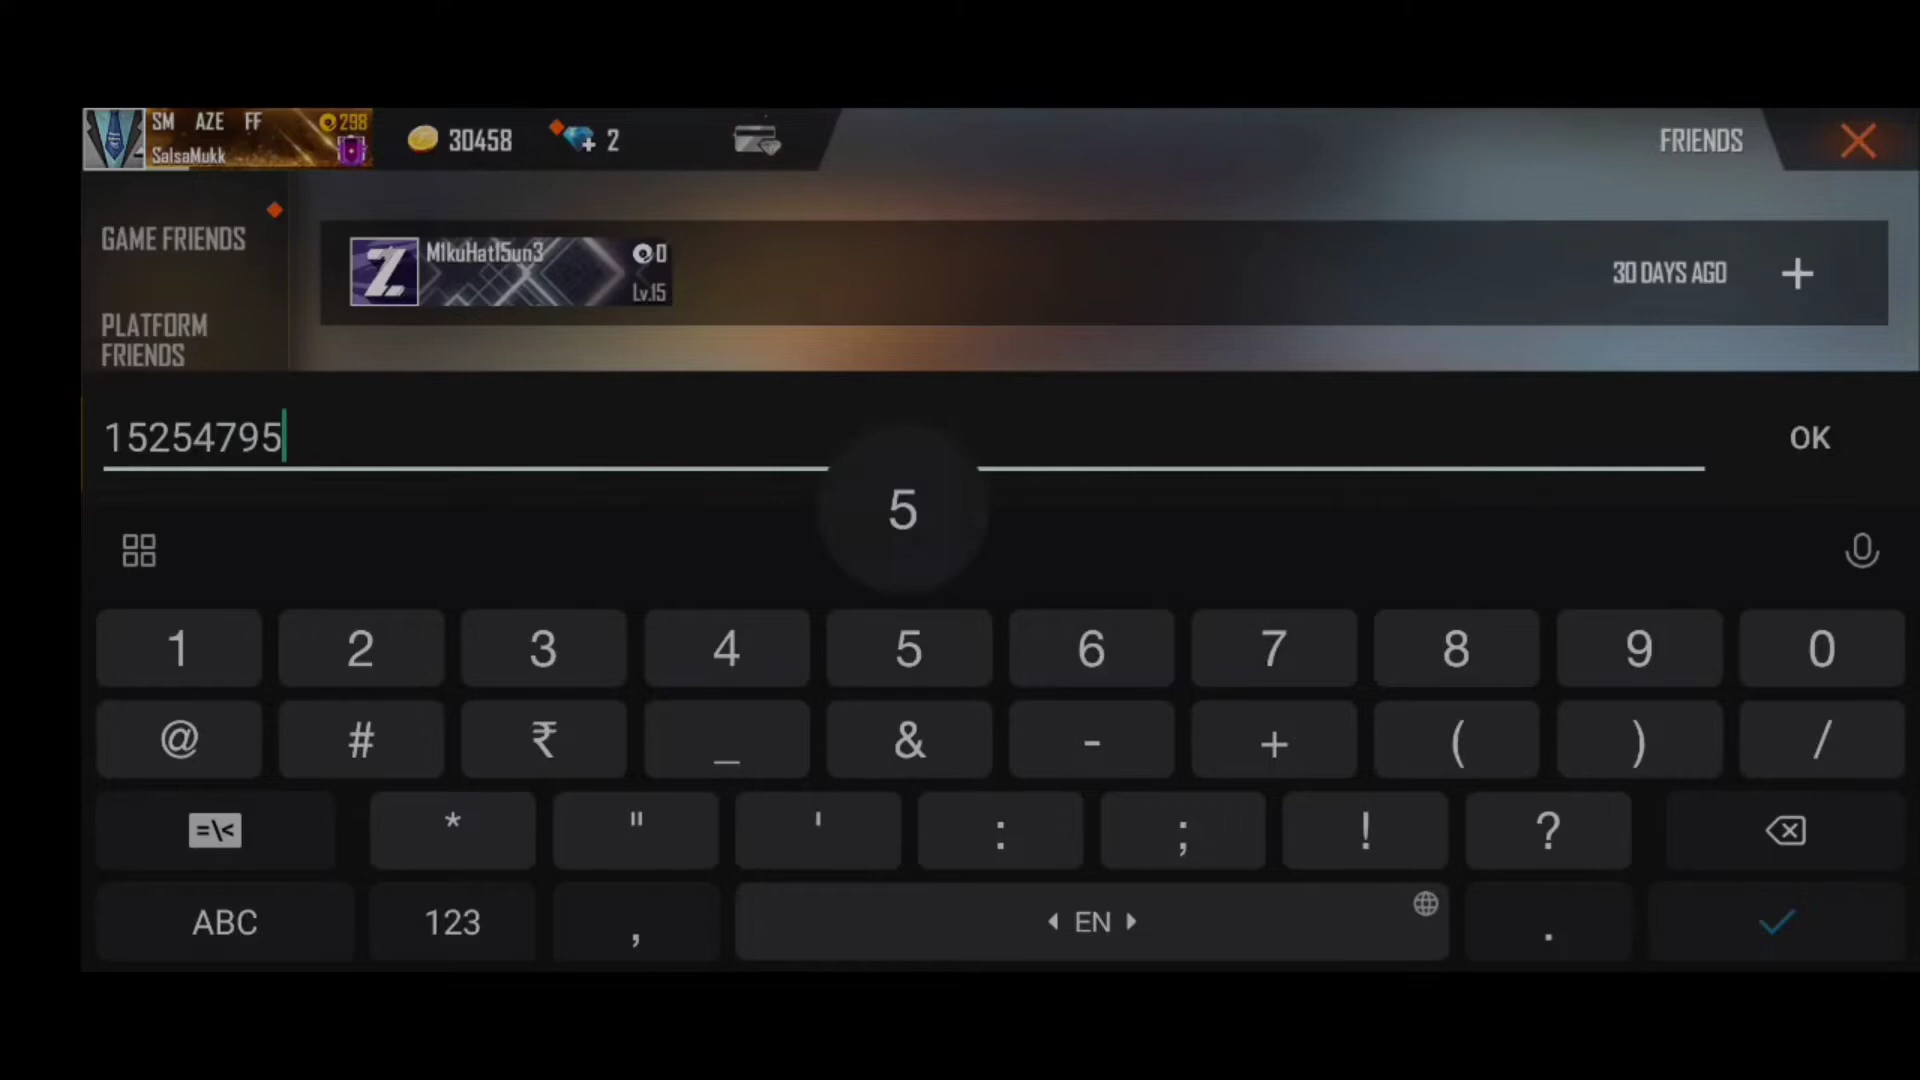 SM AZE FF 298
SalsaMukk
30458
2
FRIENDS
GAME FRIENDS
PLATFORM
FRIENDS
M1kuHat15un3 0
Lv.15
30 DAYS AGO +
15254795
OK
5
1 2 3 4 5 6 7 8 9 0
@ # ₹ _ & - + ( ) /
=\< * " ' : ; ! ?
ABC 123 , EN .